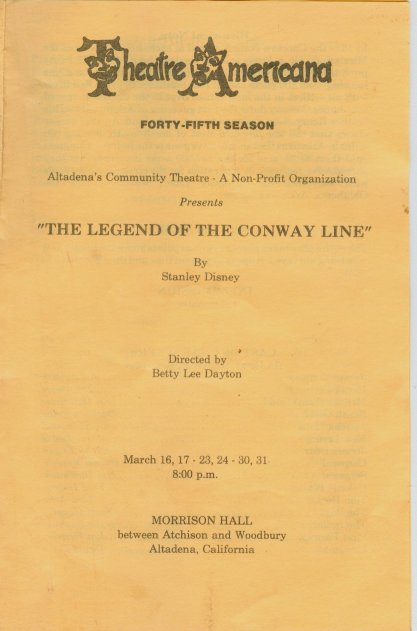 Theatre Americana
FORTY-FIFTH SEASON
Altadena's Community Theatre - A Non-Profit Organization
Presents
"THE LEGEND OF THE CONWAY LINE"
By
Stanley Disney
Directed by
Betty Lee Dayton
March 16, 17 - 23, 24 - 30, 31
8:00 p.m.
MORRISON HALL
between Atchison and Woodbury
Altadena, California